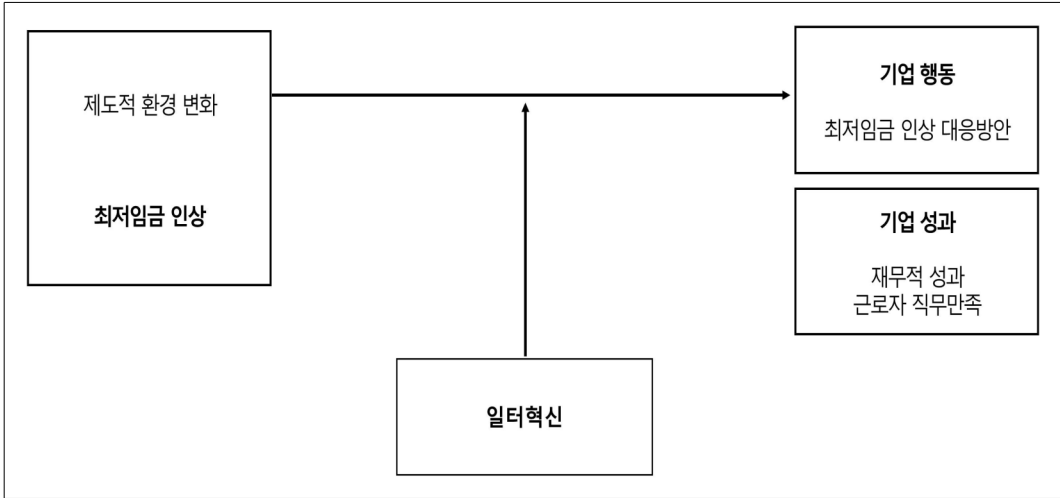 제도적 환경 변화
최저임금 인상
기업 행동
최저임금 인상 대응방안
기업 성과
재무적 성과
근로자 직무만족
일터혁신